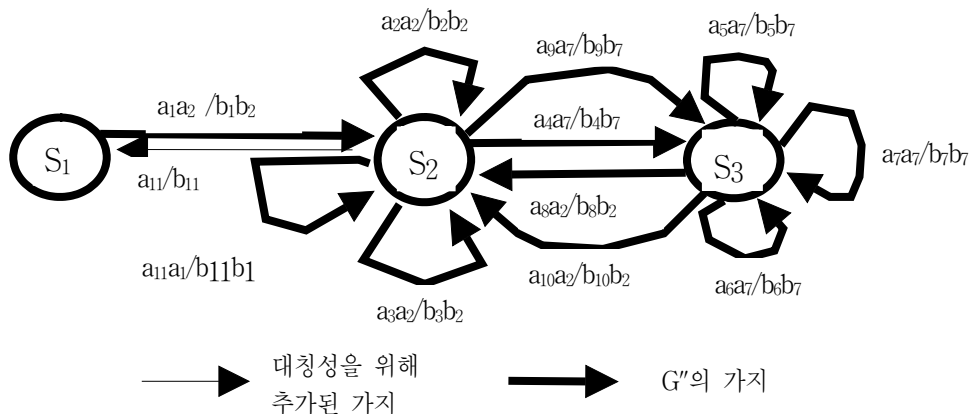 a₂a₂/b₂b₂
a₉a₇/b₉b₇
a₅a₇/b₅b₇
a₁a₂ /b₁b₂
a₄a₇/b₄b₇
S₁
S₂
S₃
a₇a₇/b₇b₇
a₁₁/b₁₁
a₈a₂/b₈b₂
a₁₁a₁/b11b1
a₁₀a₂/b₁₀b₂
a₆a₇/b₆b₇
a₃a₂/b₃b₂
대칭성을 위해
추가된 가지
G″의 가지